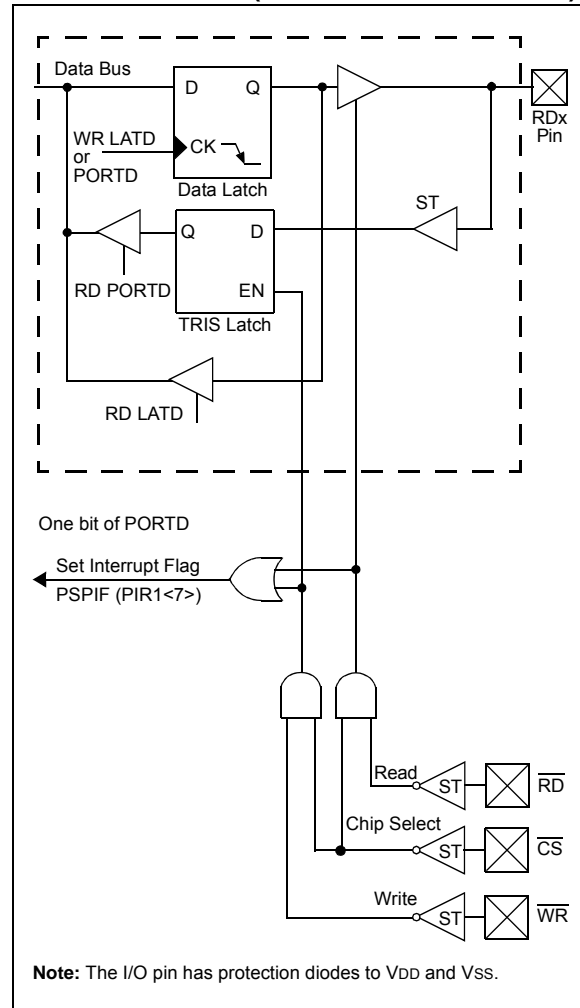 Data Bus
D Q
RDx
Pin
WR LATD
or
PORTD
CK
Data Latch
ST
Q D
RD PORTD
EN
TRIS Latch
RD LATD
One bit of PORTD
Set Interrupt Flag
PSPIF (PIR1<7>)
Read
ST
RD
Chip Select
ST
CS
Write
ST
WR
Note: The I/O pin has protection diodes to VDD and VSS.